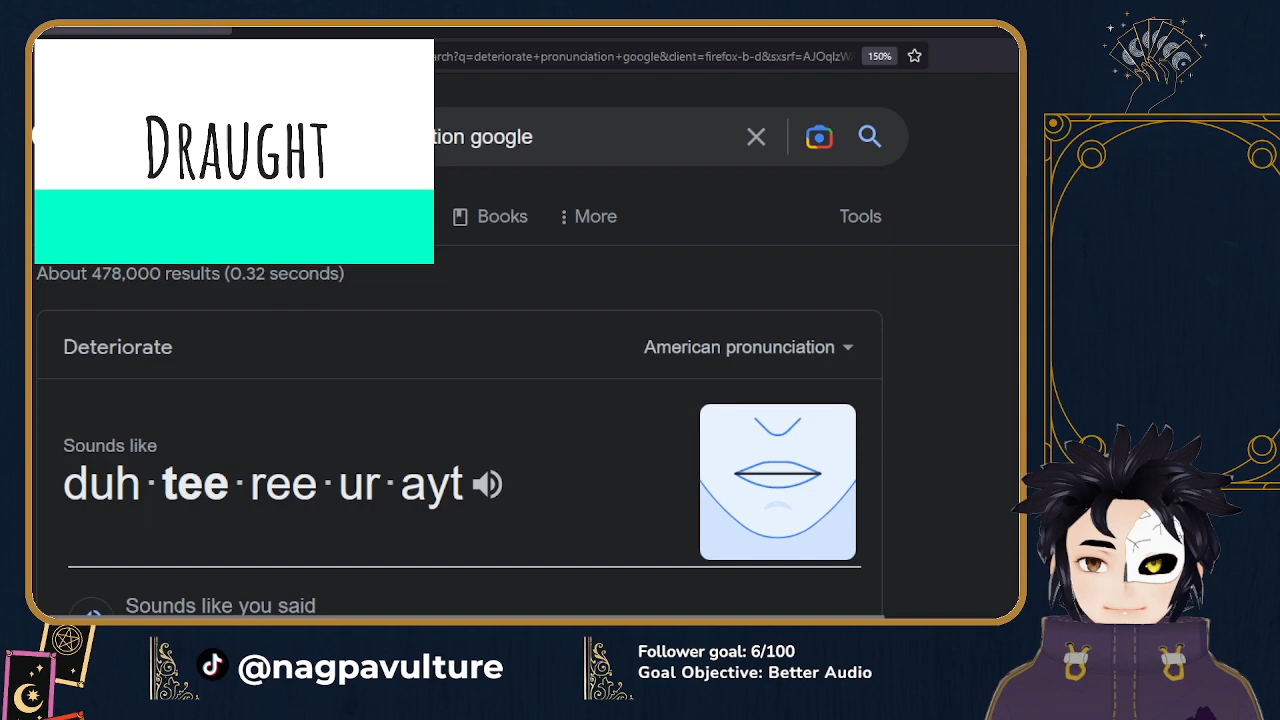 Draught
arch?q=deteriorate+pronunciation+google&client=firefox-b-d&sxsrf=AJOqlzW
150%
tion google
Books
More
Tools
About 478,000 results (0.32 seconds)
Deteriorate
American pronunciation
Sounds like
duh·tee·ree·ur·ayt
Sounds like you said
@nagpavulture
Follower goal: 6/100
Goal Objective: Better Audio